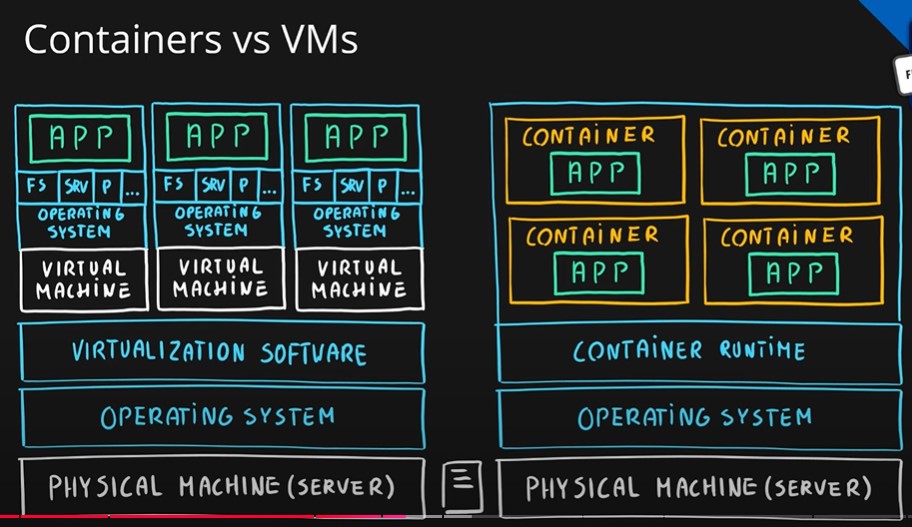 Containers vs VMs
APP
FS SRV P ...
OPERATING
SYSTEM
VIRTUAL
MACHINE
APP
FS SRV P ...
OPERATING
SYSTEM
VIRTUAL
MACHINE
APP
FS SRV P ...
OPERATING
SYSTEM
VIRTUAL
MACHINE
VIRTUALIZATION SOFTWARE
OPERATING SYSTEM
PHYSICAL MACHINE (SERVER)
CONTAINER
APP
CONTAINER
APP
CONTAINER
APP
CONTAINER
APP
CONTAINER RUNTIME
OPERATING SYSTEM
PHYSICAL MACHINE (SERVER)